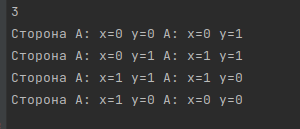 3
Сторона А: x=0 y=0 А: x=0 y=1
Сторона А: x=0 y=1 А: x=1 y=1
Сторона А: x=1 y=1 А: x=1 y=0
Сторона А: x=1 y=0 А: x=0 y=0